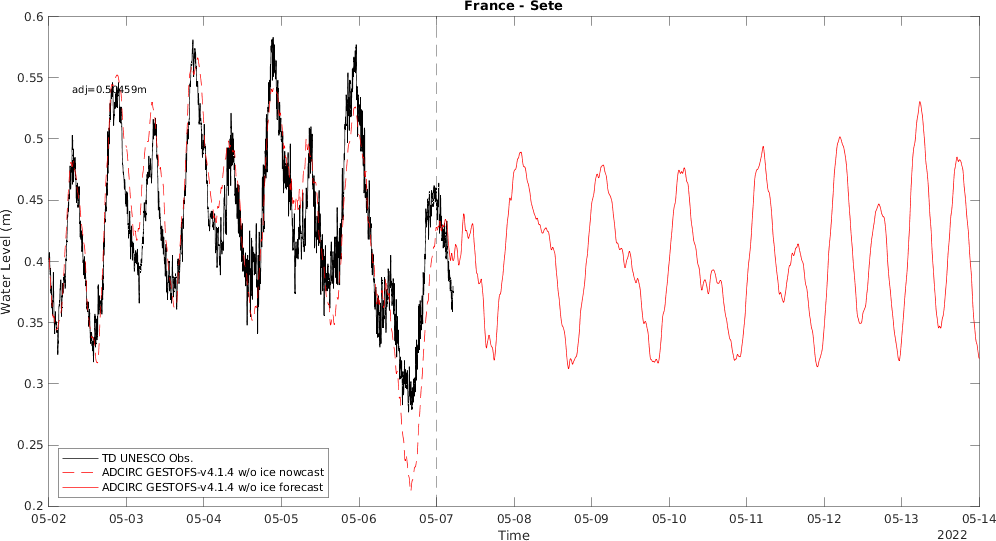 France - Sete
0.6
0.55
0.5
0.45
0.4
0.35
0.3
0.25
0.2
Water Level (m)
adj=0.50459m
TD UNESCO Obs.
ADCIRC GESTOFS-v4.1.4 w/o ice nowcast
ADCIRC GESTOFS-v4.1.4 w/o ice forecast
05-02 05-03 05-04 05-05 05-06 05-07 05-08 05-09 05-10 05-11 05-12 05-13 05-14
Time
2022